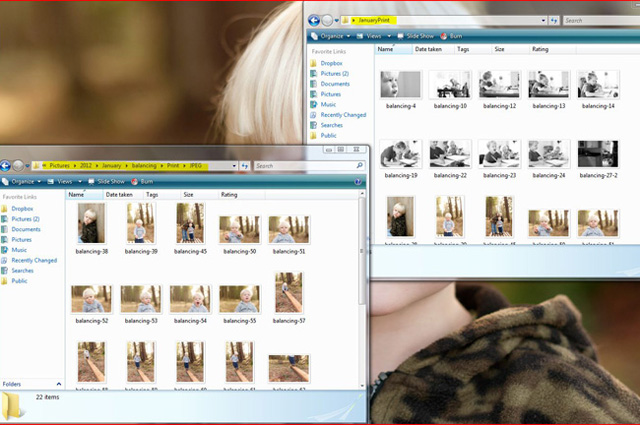 JanuaryPrint
Search
Organize Views Slide Show Burn
Favorite Links
Name Date taken Tags Size Rating
Dropbox
Pictures (2)
Documents
Pictures
Music
Recently Changed
Searches
Public
balancing-4 balancing-10 balancing-12 balancing-13 balancing-14
balancing-19 balancing-22 balancing-23 balancing-24 balancing-27-2
Pictures 2012 January balancing Print JPEG
Search
Organize Views Slide Show Burn
Favorite Links
Name Date taken Tags Size Rating
Dropbox
Pictures (2)
Documents
Pictures
Music
Recently Changed
Searches
Public
balancing-38 balancing-39 balancing-45 balancing-50 balancing-51
balancing-52 balancing-53 balancing-54 balancing-55 balancing-57
Folders
22 items